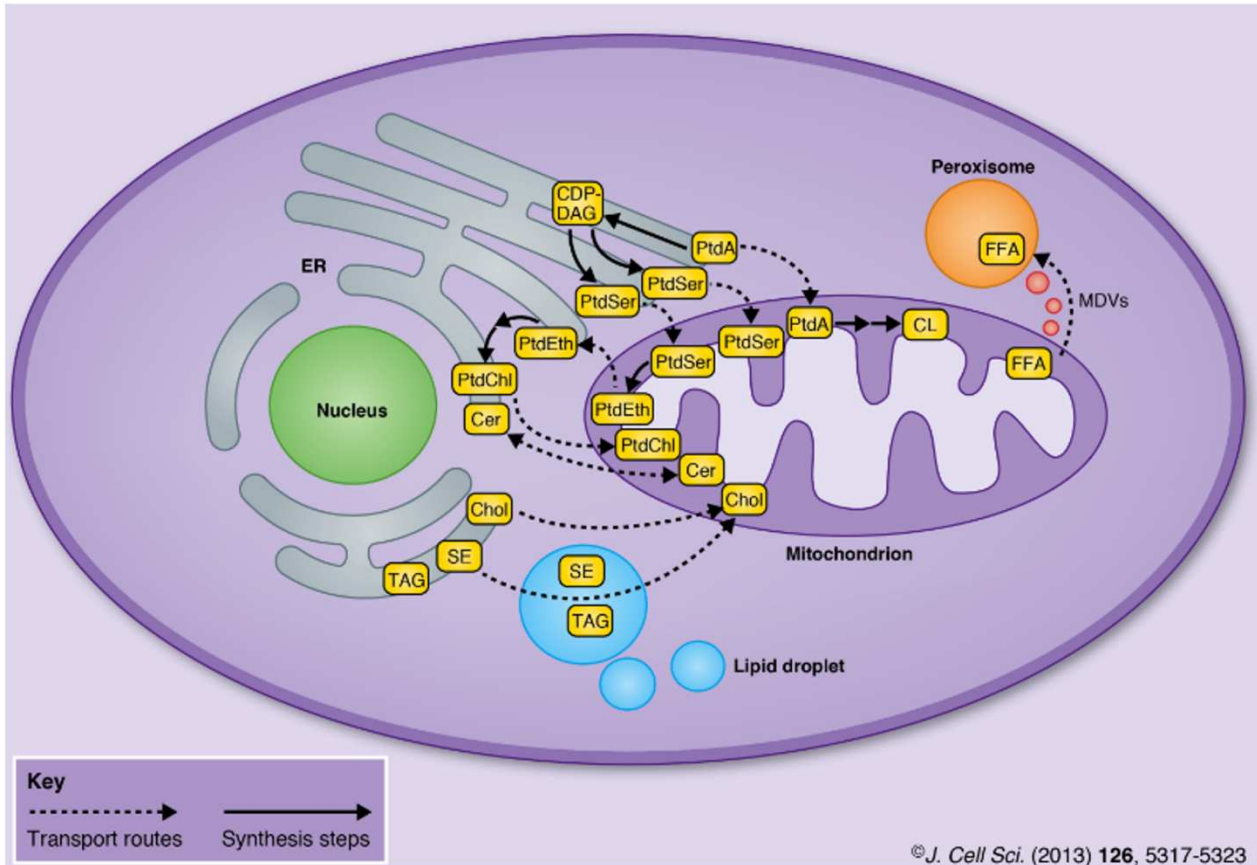 Peroxisome
CDP-
DAG
FFA
PtdA
ER
PtdSer
PtdSer
MDVs
PtdA
CL
PtdSer
PtdEth
PtdSer
FFA
PtdChl
Nucleus
PtdEth
Cer
PtdChl
Cer
Chol
Chol
Mitochondrion
SE
TAG
SE
TAG
Lipid droplet
Key
Transport routes
Synthesis steps
©J. Cell Sci. (2013) 126, 5317-5323